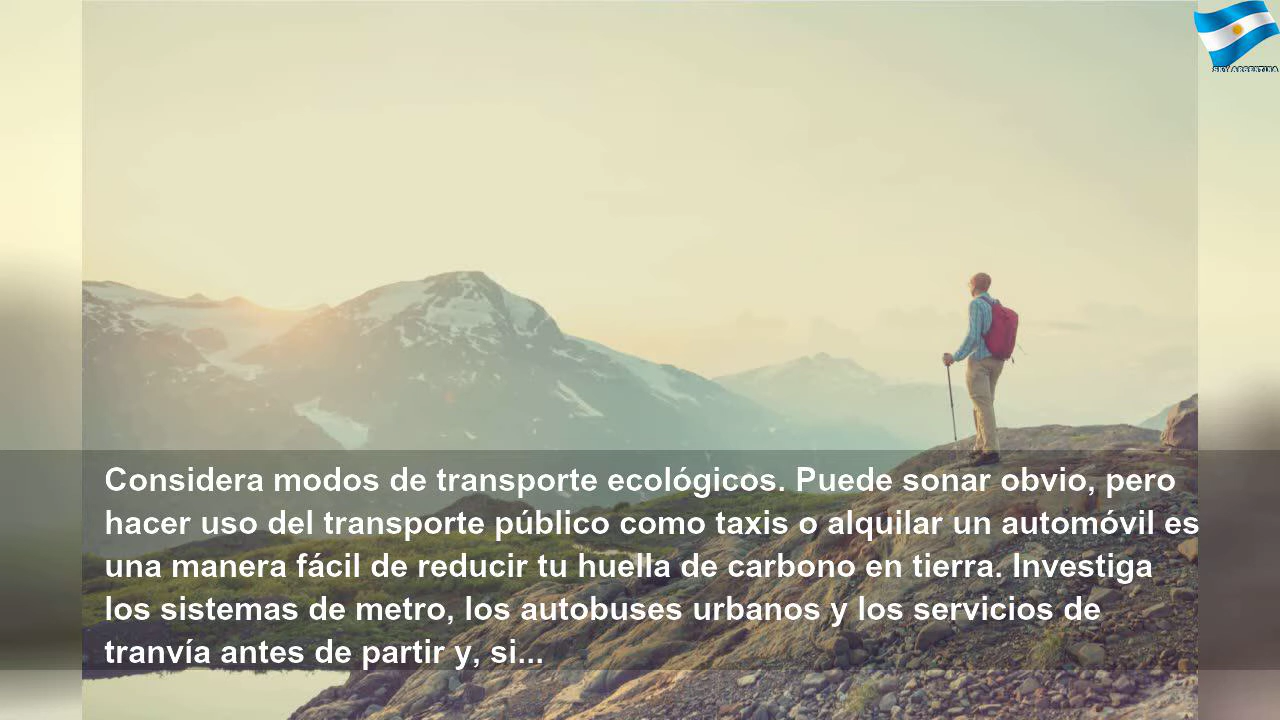 SKY ARGENTINA
Considera modos de transporte ecológicos. Puede sonar obvio, pero
hacer uso del transporte público como taxis o alquilar un automóvil es
una manera fácil de reducir tu huella de carbono en tierra. Investiga
los sistemas de metro, los autobuses urbanos y los servicios de
tranvía antes de partir y, si...